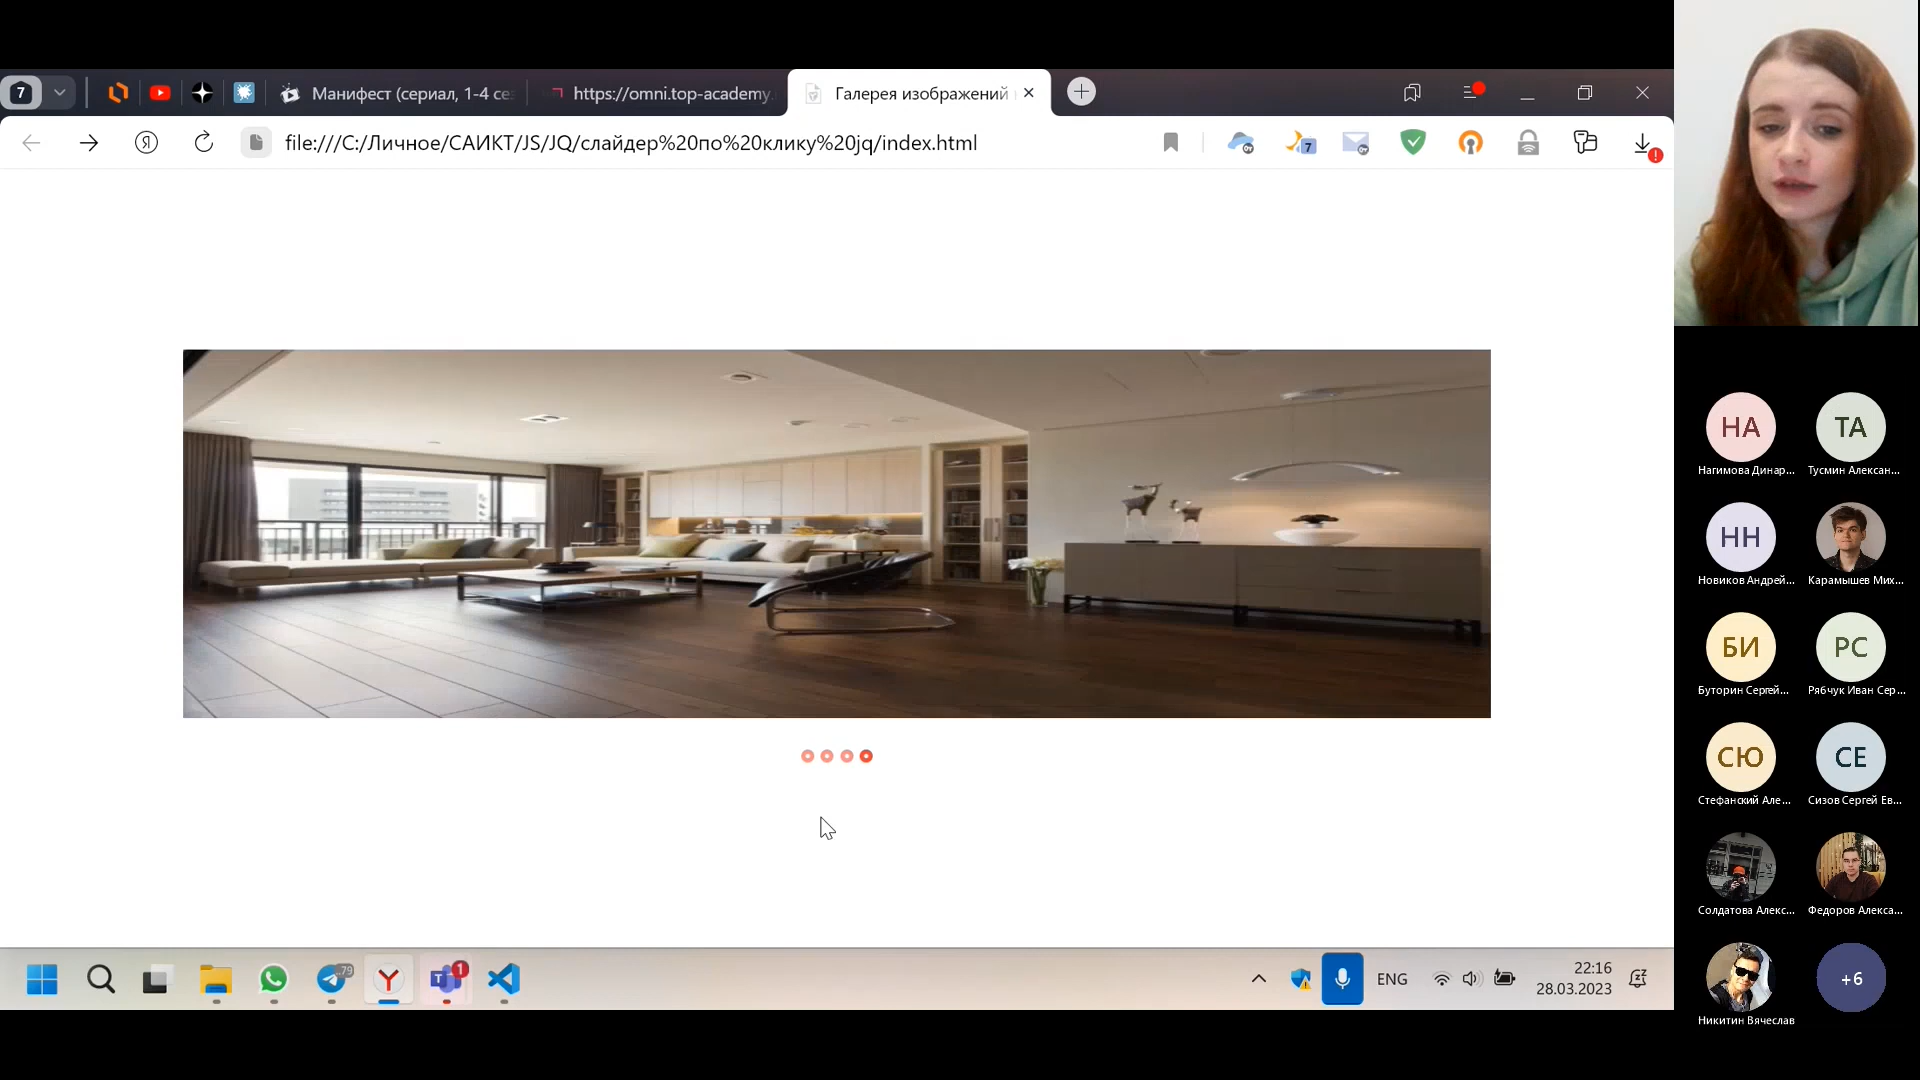 7
Манифест (сериал, 1-4 се
https://omni.top-academy.
Галерея изображений
file:///C:/Личное/САИКТ/JS/JQ/слайдер%20по%20клику%20jq/index.html
7
НА
ТА
Нагимова Динар...
Тусмин Алексан...
НН
Новиков Андрей...
Карамышев Мих...
БИ
РС
Буторин Сергей...
Рябчук Иван Сер...
СЮ
СЕ
Стефанский Але...
Сизов Сергей Ев...
Солдатова Алекс...
Федоров Алекса...
+6
Никитин Вячеслав
79
1
ENG
22:16
28.03.2023